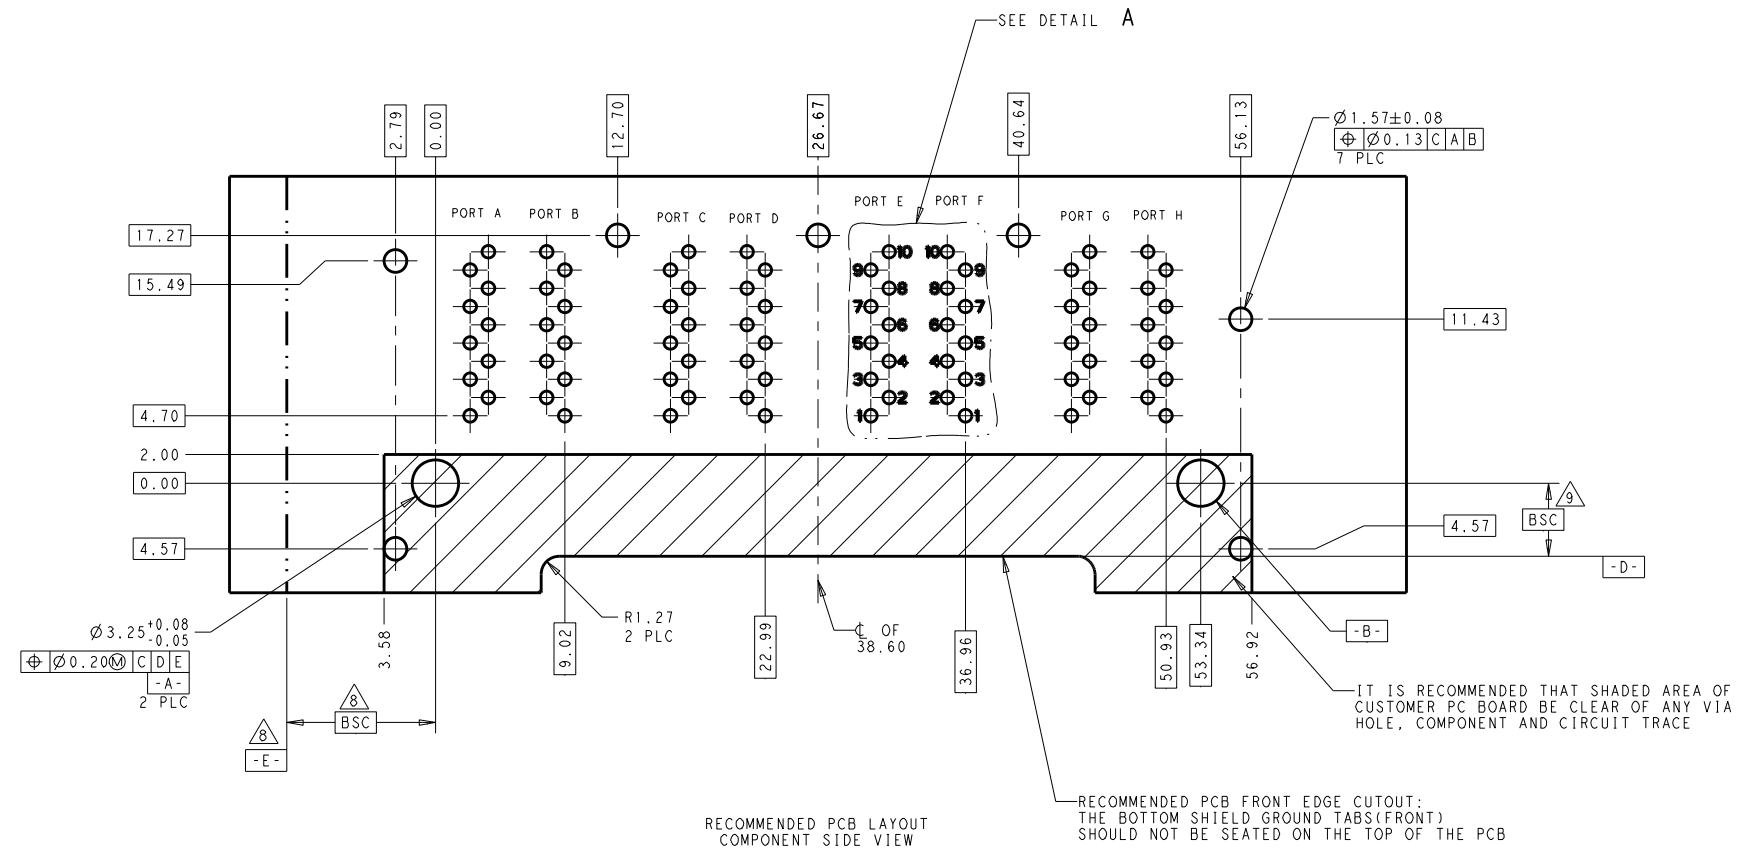 SEE DETAIL A
2.79
0.00
12.70
26.67
40.64
56.13
Ø1.57±0.08
⌖ Ø0.13 C A B
7 PLC
PORT A
PORT B
PORT C
PORT D
PORT E
PORT F
PORT G
PORT H
17.27
15.49
10 10
9 9
8 8
7 7
6 6
5 5
4 4
3 3
2 2
1 1
11.43
4.70
2.00
0.00
4.57
9
BSC
4.57
-D-
Ø3.25 +0.08
-0.05
⌖ Ø0.20Ⓜ C D E
-A-
2 PLC
3.58
R1.27
2 PLC
9.02
22.99
℄ OF
38.60
36.96
50.93
53.34
56.92
-B-
8
BSC
8
-E-
IT IS RECOMMENDED THAT SHADED AREA OF
CUSTOMER PC BOARD BE CLEAR OF ANY VIA
HOLE, COMPONENT AND CIRCUIT TRACE
RECOMMENDED PCB FRONT EDGE CUTOUT:
THE BOTTOM SHIELD GROUND TABS(FRONT)
SHOULD NOT BE SEATED ON THE TOP OF THE PCB
RECOMMENDED PCB LAYOUT
COMPONENT SIDE VIEW